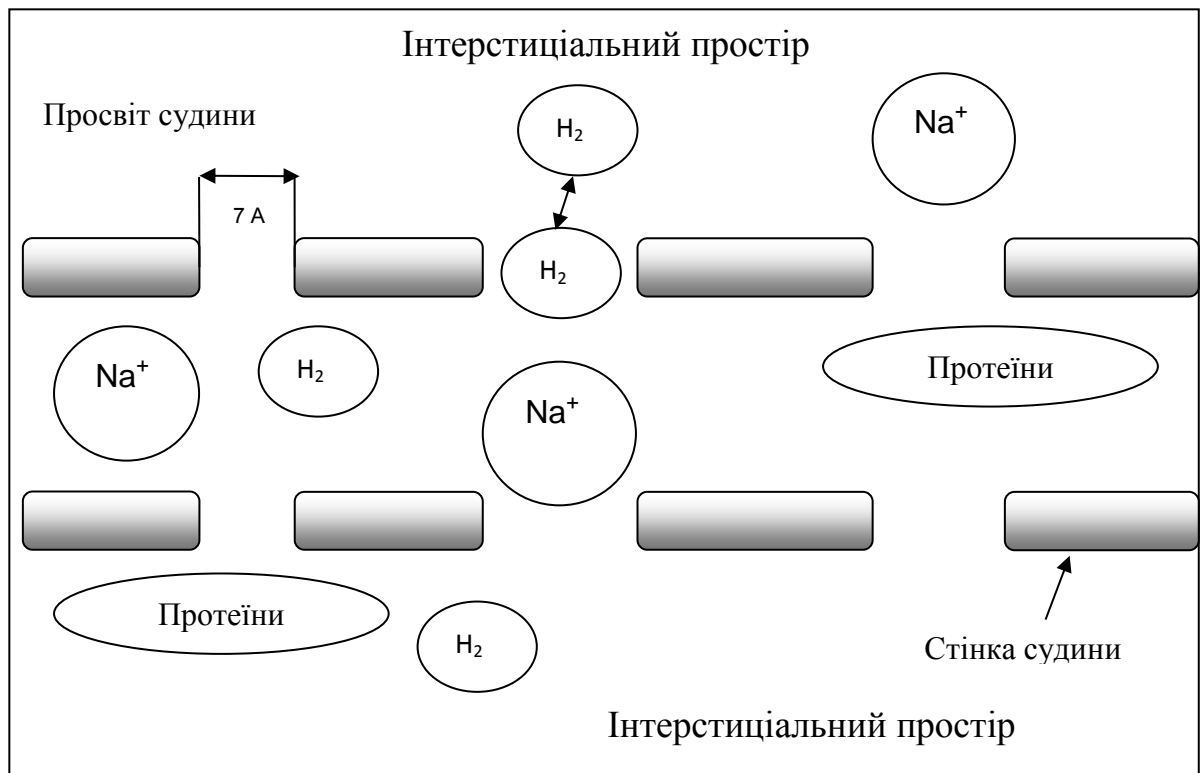 Інтерстиціальний простір
Просвіт судини
H₂
Na⁺
7 А
H₂
Na⁺
H₂
Na⁺
Протеїни
Протеїни
H₂
Стінка судини
Інтерстиціальний простір